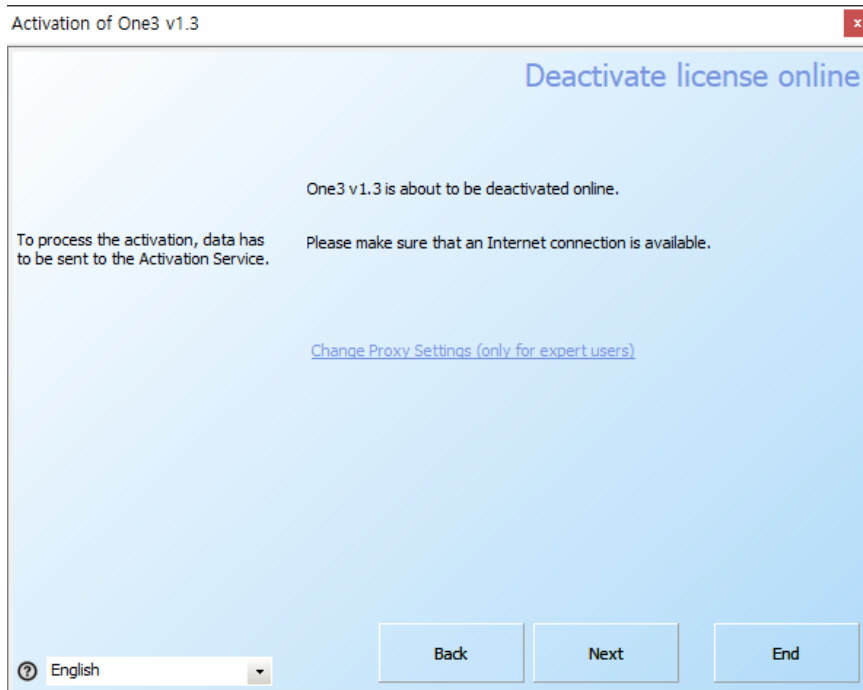 Activation of One3 v1.3
x
Deactivate license online
One3 v1.3 is about to be deactivated online.
To process the activation, data has
to be sent to the Activation Service.
Please make sure that an Internet connection is available.
Change Proxy Settings (only for expert users)
Back
Next
End
? English